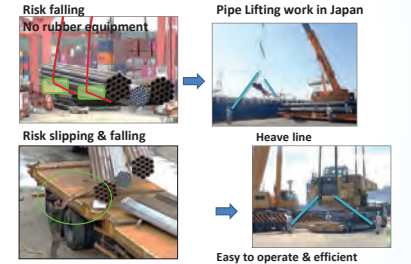 Risk falling
No rubber equipment
Pipe Lifting work in Japan
Risk slipping & falling
Heave line
Easy to operate & efficient